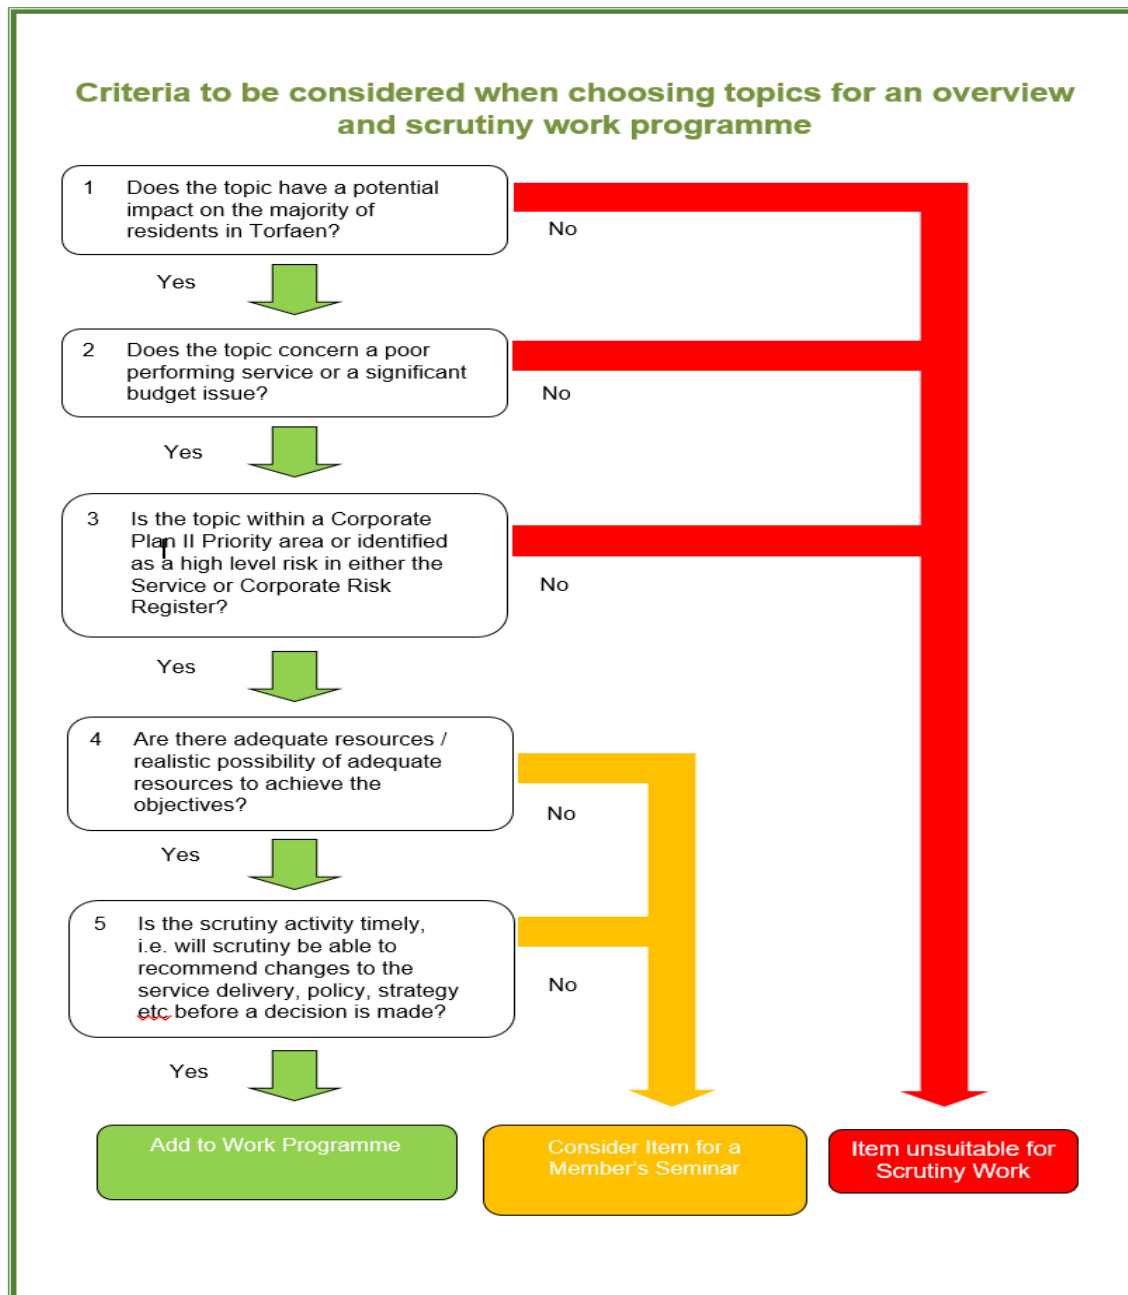 Criteria to be considered when choosing topics for an overview
and scrutiny work programme
1 Does the topic have a potential
impact on the majority of
residents in Torfaen?
No
Yes
2 Does the topic concern a poor
performing service or a significant
budget issue?
No
Yes
3 Is the topic within a Corporate
Plan II Priority area or identified
as a high level risk in either the
Service or Corporate Risk
Register?
No
Yes
4 Are there adequate resources /
realistic possibility of adequate
resources to achieve the
objectives?
No
Yes
5 Is the scrutiny activity timely,
i.e. will scrutiny be able to
recommend changes to the
service delivery, policy, strategy
etc before a decision is made?
No
Yes
Add to Work Programme
Consider Item for a
Member's Seminar
Item unsuitable for
Scrutiny Work